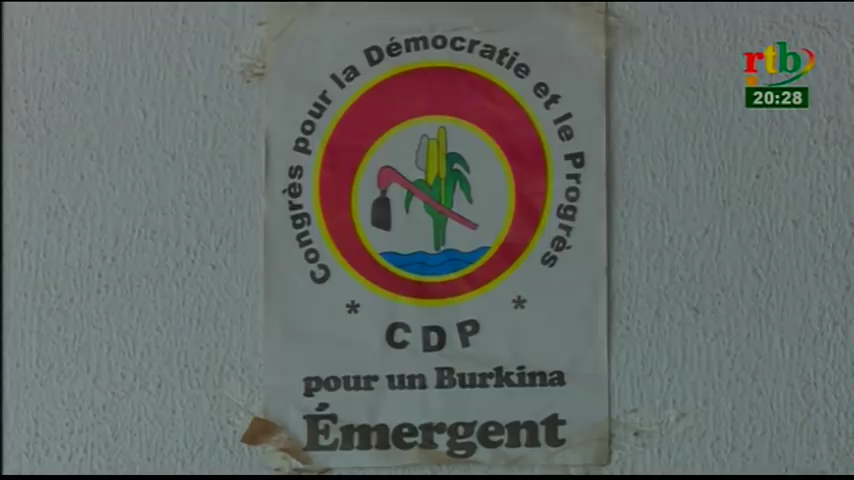 Congrès pour la Démocratie et le Progrès
* *
CDP
pour un Burkina
Émergent
rtb
20:28